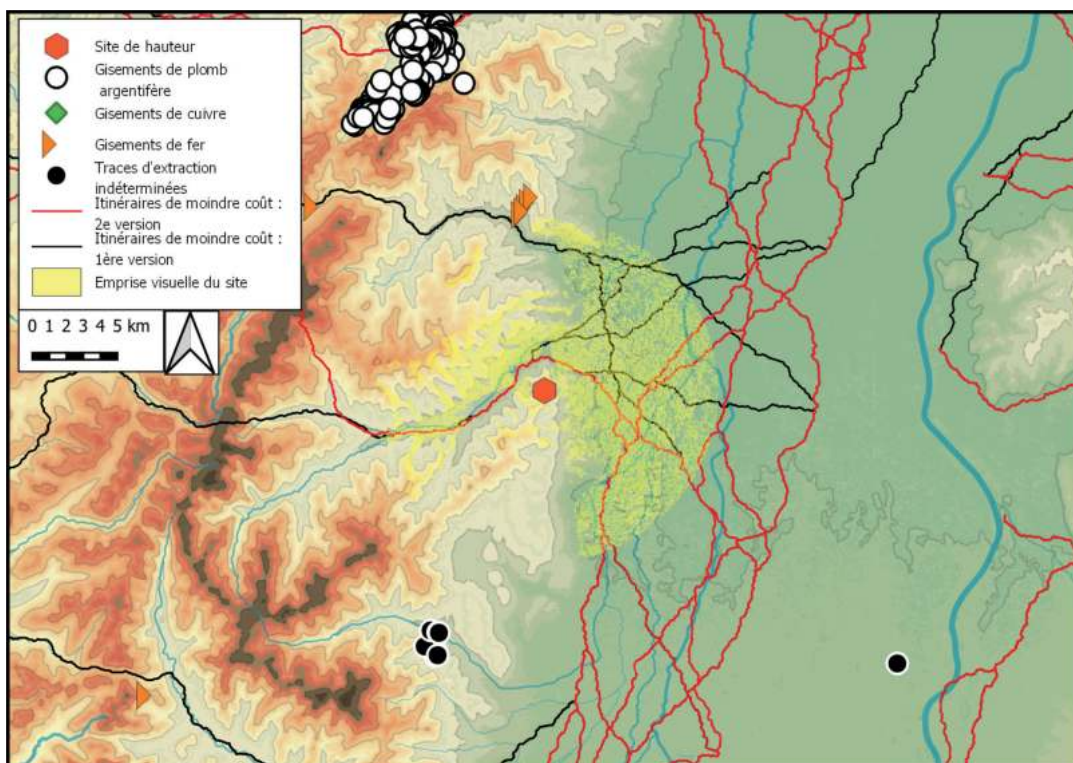 Site de hauteur
Gisements de plomb
argentifère
Gisements de cuivre
Gisements de fer
Traces d'extraction
indéterminées
Itinéraires de moindre coût :
2e version
Itinéraires de moindre coût :
1ère version
Emprise visuelle du site
0 1 2 3 4 5 km